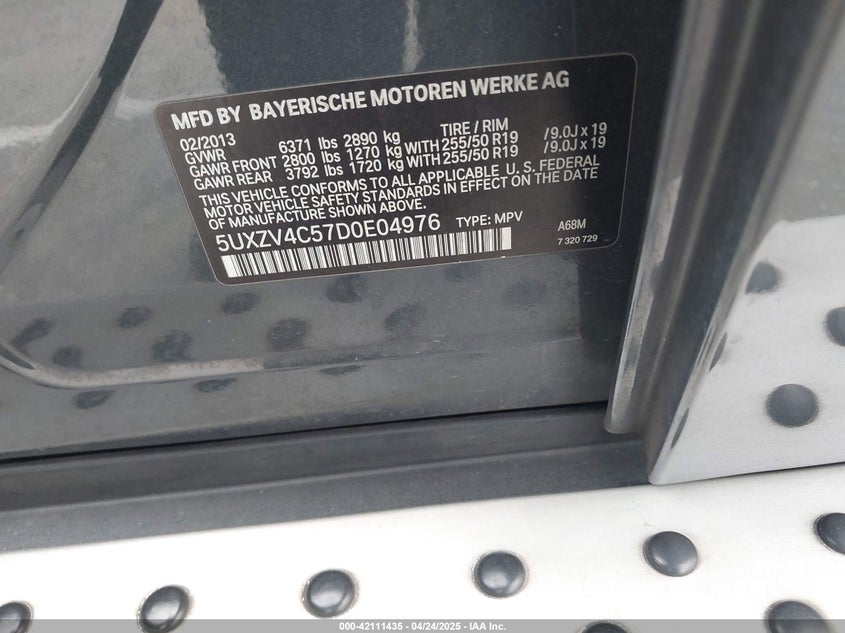 MFD BY BAYERISCHE MOTOREN WERKE AG
02/2013 TIRE / RIM
GVWR 6371 lbs 2890 kg
GAWR FRONT 2800 lbs 1270 kg WITH 255/50 R19 /9.0J x 19
GAWR REAR 3792 lbs 1720 kg WITH 255/50 R19 /9.0J x 19
THIS VEHICLE CONFORMS TO ALL APPLICABLE U. S. FEDERAL
MOTOR VEHICLE SAFETY STANDARDS IN EFFECT ON THE DATE
OF MANUFACTURE SHOWN ABOVE.
5UXZV4C57D0E04976 TYPE: MPV A68M
7 320 729
000-42111435 - 04/24/2025 - IAA Inc.